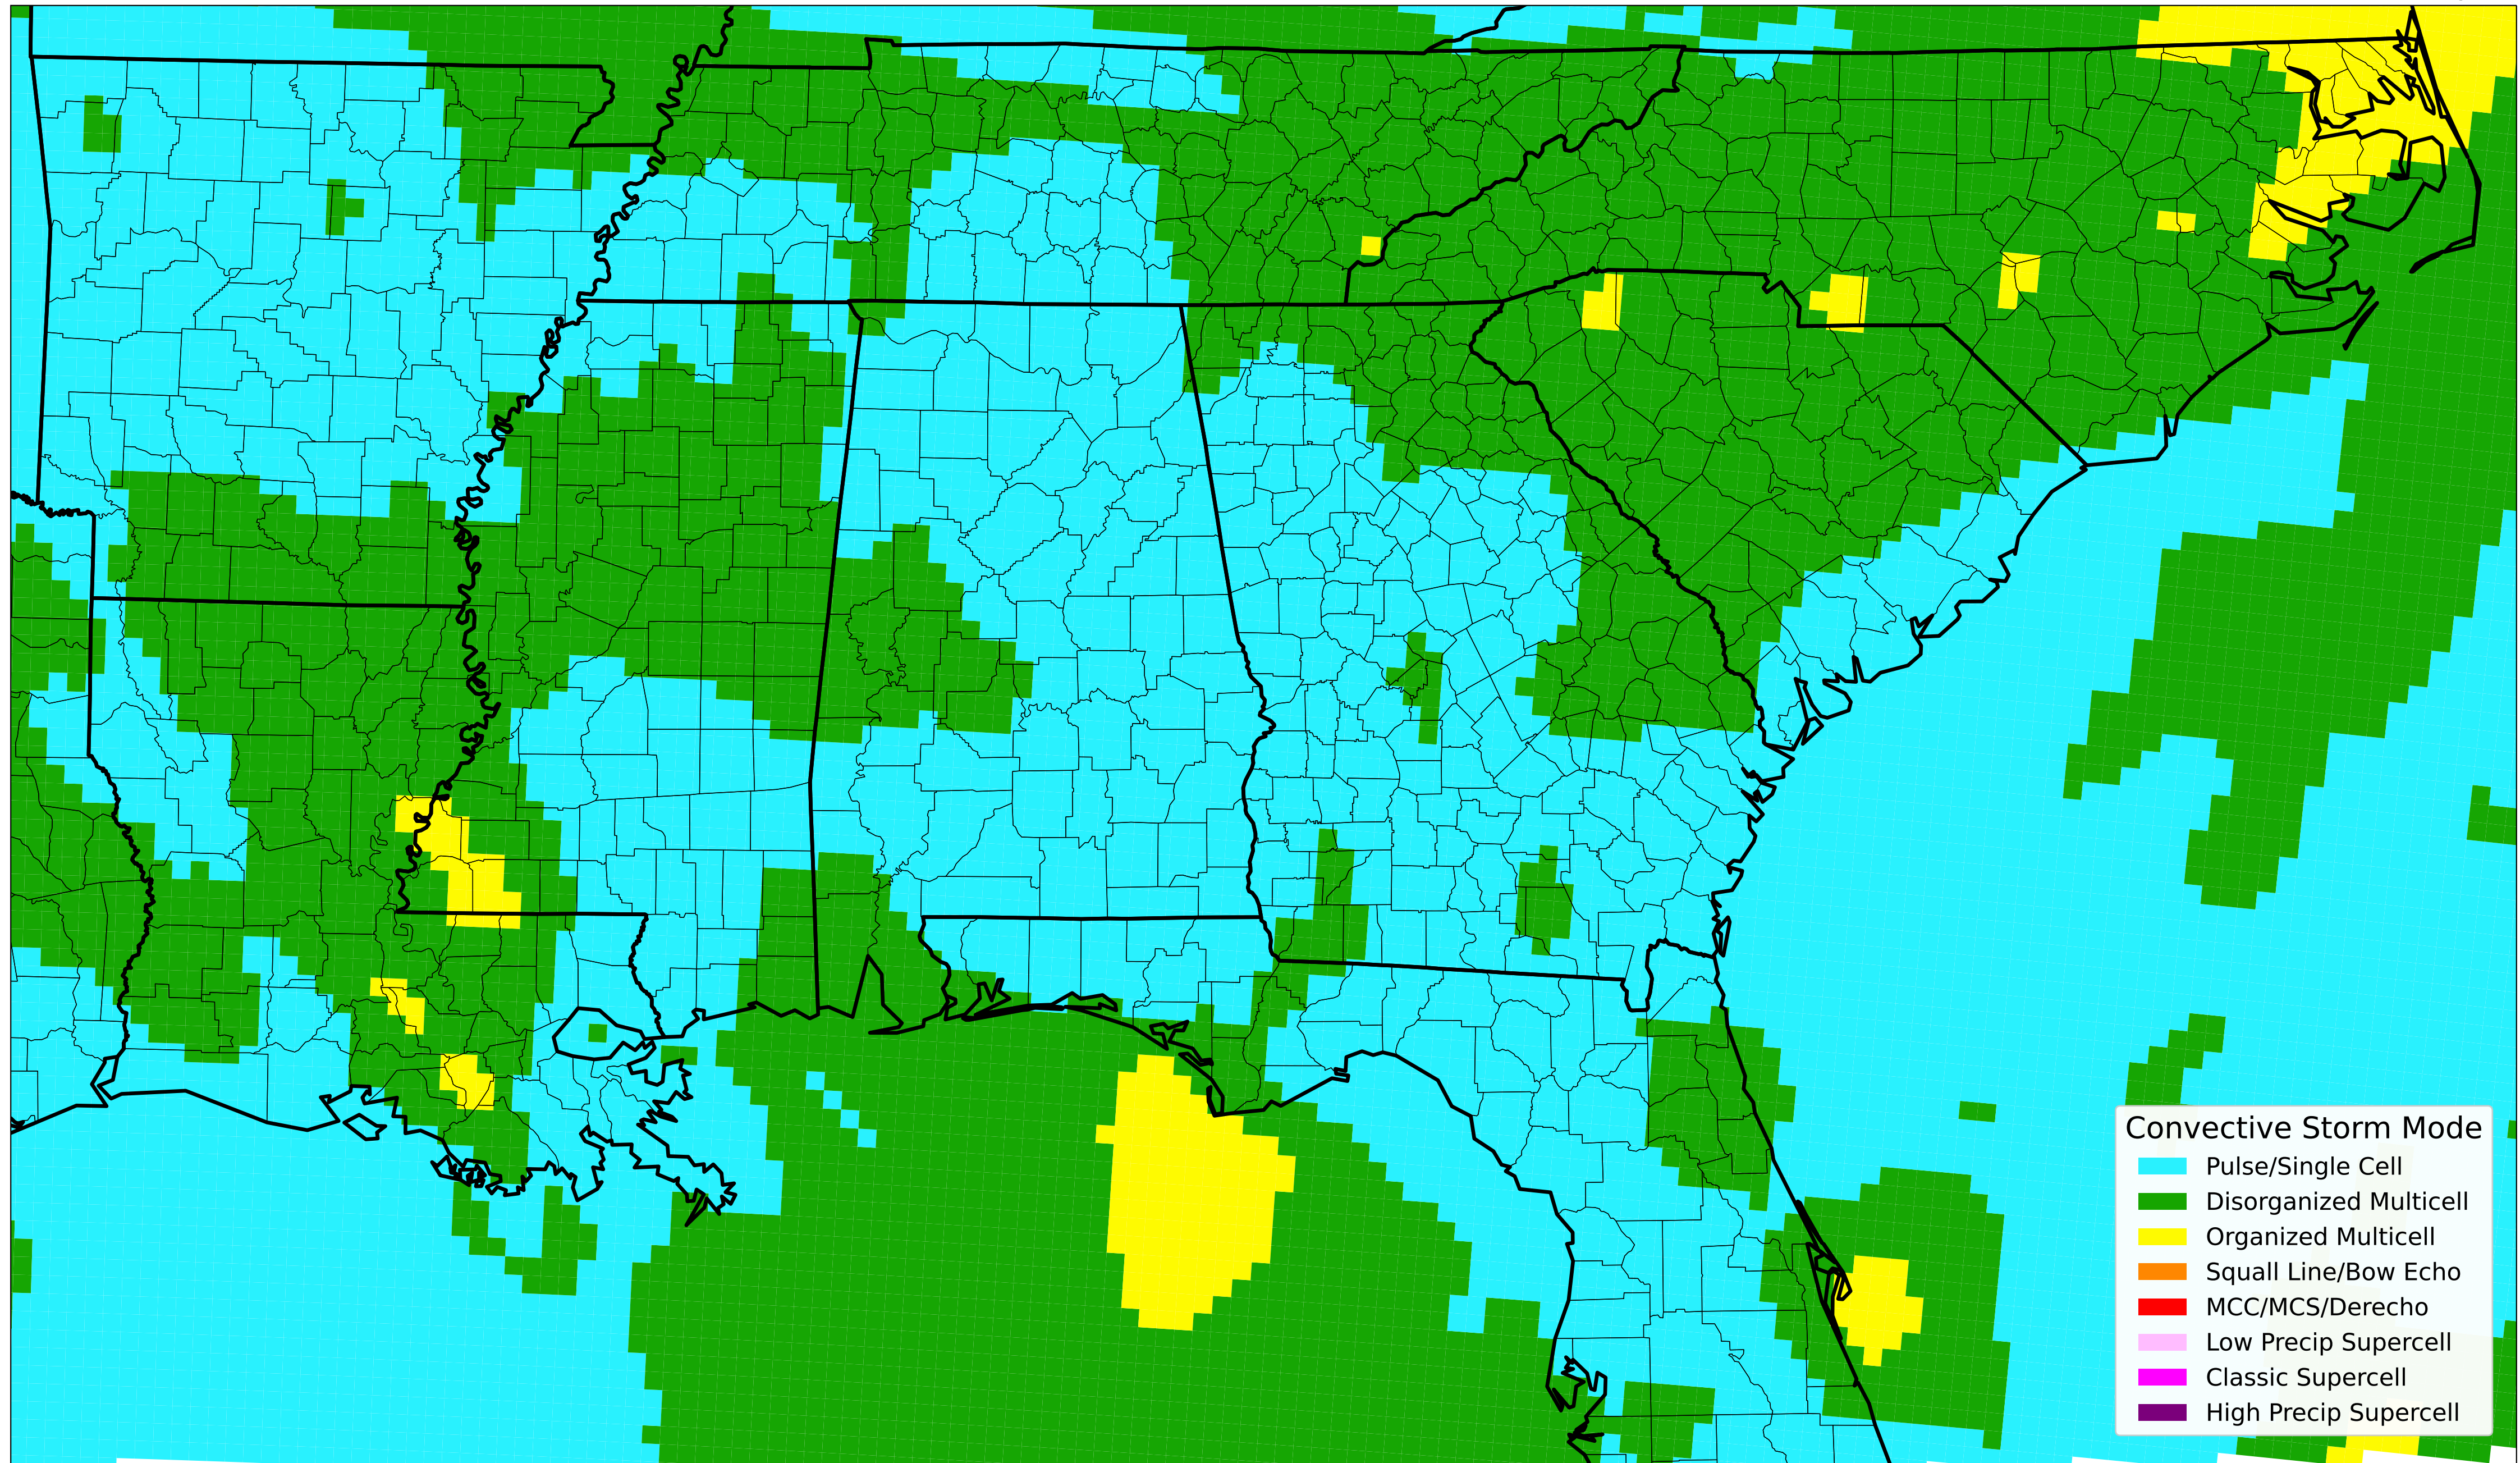 Convective Storm Mode
Pulse/Single Cell
Disorganized Multicell
Organized Multicell
Squall Line/Bow Echo
MCC/MCS/Derecho
Low Precip Supercell
Classic Supercell
High Precip Supercell